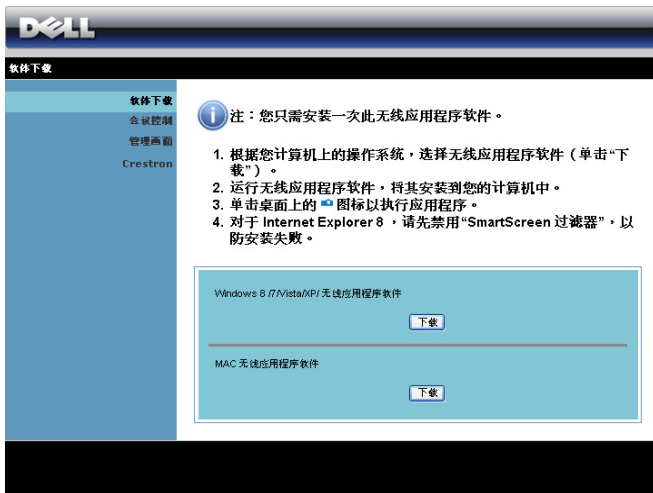 DELL
软体下载
软体下载
会议控制
管理画面
Crestron
注：您只需安装一次此无线应用程序软件。
1. 根据您计算机上的操作系统，选择无线应用程序软件（单击“下
载”）。
2. 运行无线应用程序软件，将其安装到您的计算机中。
3. 单击桌面上的 图标以执行应用程序。
4. 对于 Internet Explorer 8 ，请先禁用“SmartScreen 过滤器”，以
防安装失败。
Windows 8 /7/Vista/XP/ 无线应用程序软件
下载
MAC 无线应用程序软件
下载